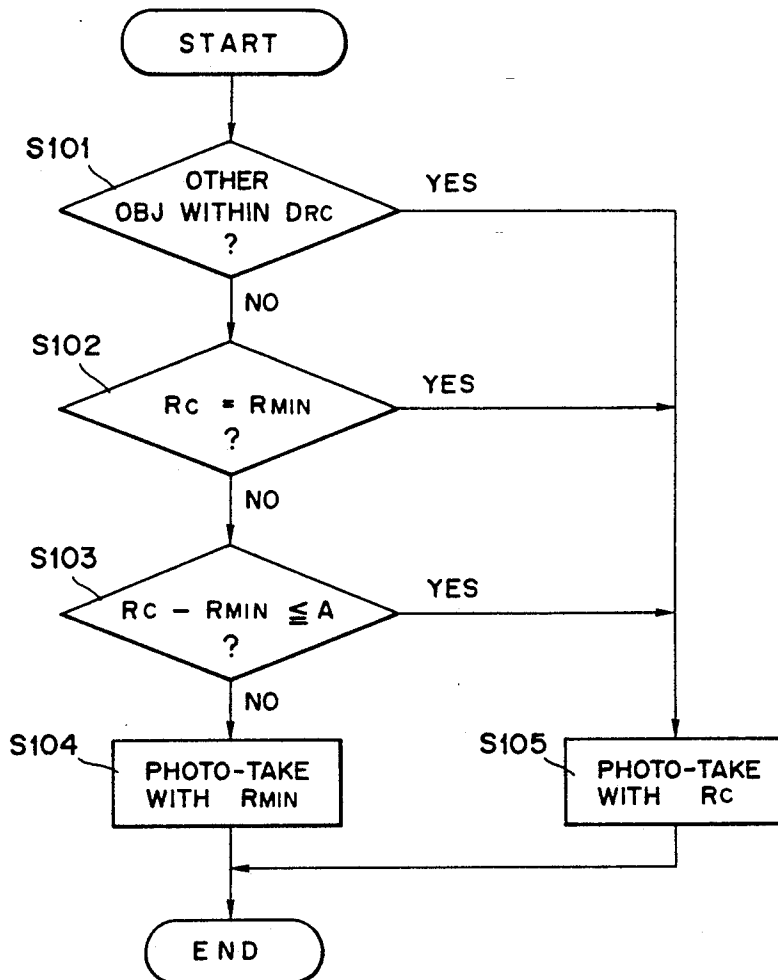 START
S101
OTHER
OBJ WITHIN DRC
?
YES
NO
S102
RC = RMIN
?
YES
NO
S103
RC - RMIN ≦ A
?
YES
NO
S104
PHOTO-TAKE
WITH RMIN
S105
PHOTO-TAKE
WITH RC
END